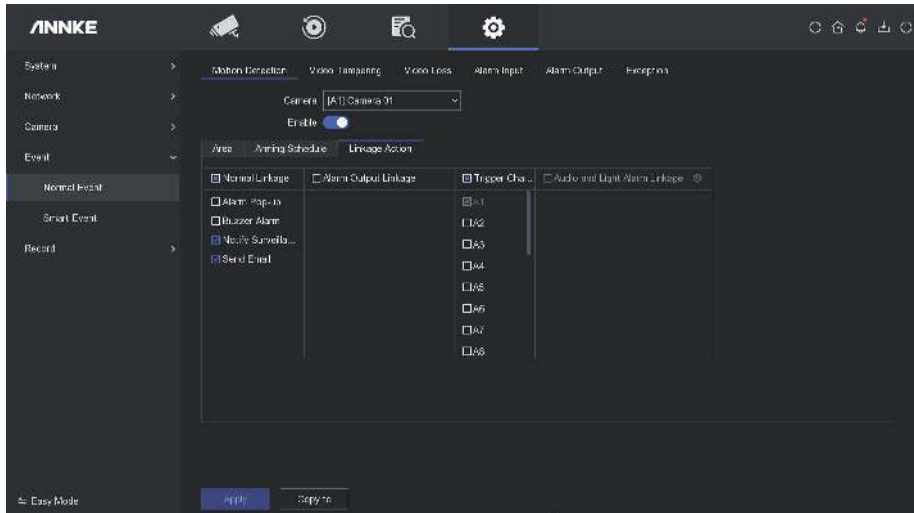 ANNKE
System
Motion Detection Video Tampering Video Loss Alarm Input Alarm Output Exception
Network
Camera [A1] Camera 01
Camera
Enable
Event
Area Arming Schedule Linkage Action
Normal Event
Normal Linkage Alarm Output Linkage Trigger Cha... Audio and Light Alarm Linkage
Alarm Pop-up A1
Smart Event
Buzzer Alarm A2
Notify Surveilla... A3
Record
Send Email A4
A5
A6
A7
A8
Easy Mode
Apply Copy to